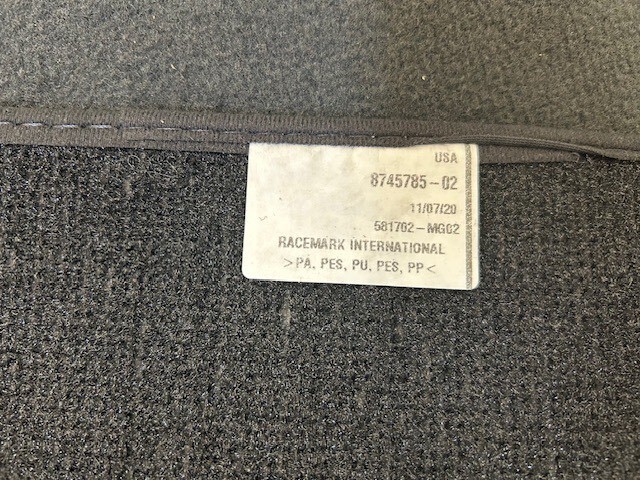 USA
8745785-02
11/07/20
581702-MG02
RACEMARK INTERNATIONAL
>PA, PES, PU, PES, PP<